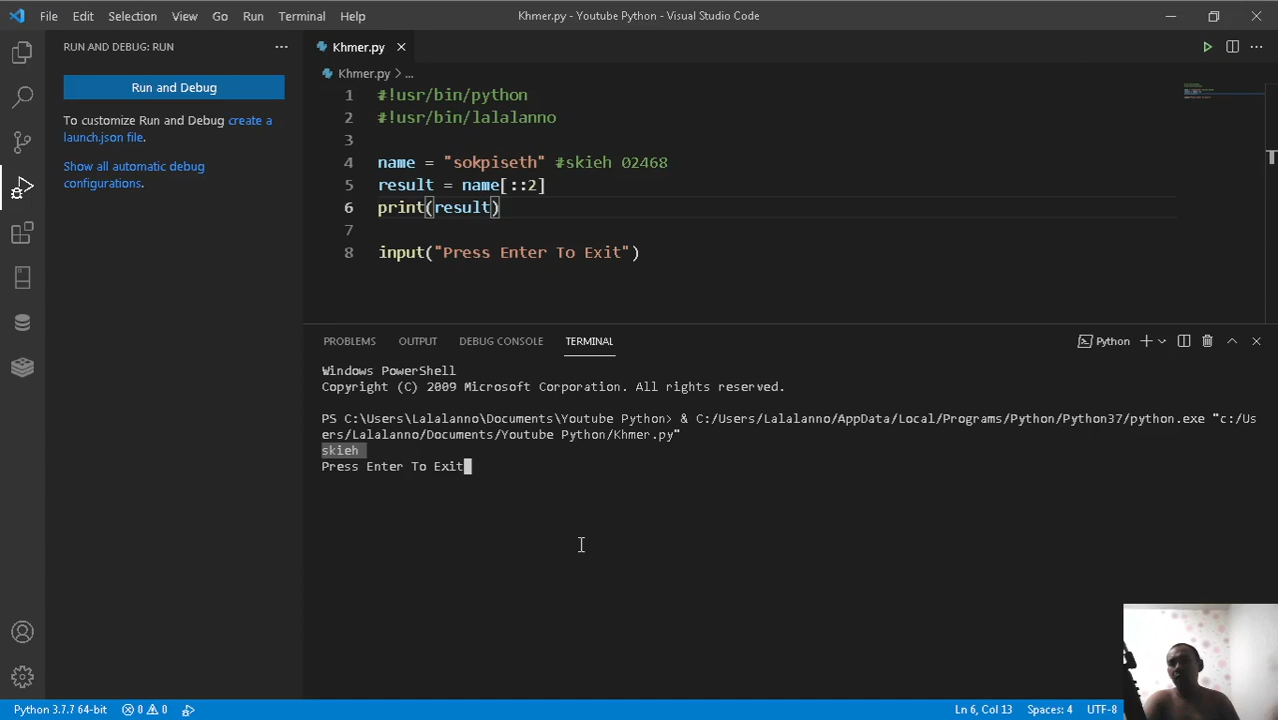 File Edit Selection View Go Run Terminal Help Khmer.py - Youtube Python - Visual Studio Code
RUN AND DEBUG: RUN
Run and Debug
To customize Run and Debug create a
launch.json file.
Show all automatic debug
configurations.
Khmer.py
Khmer.py > ...
1 #!usr/bin/python
2 #!usr/bin/lalalanno
3
4 name = "sokpiseth" #skieh 02468
5 result = name[::2]
6 print(result)
7
8 input("Press Enter To Exit")
PROBLEMS OUTPUT DEBUG CONSOLE TERMINAL Python
Windows PowerShell
Copyright (C) 2009 Microsoft Corporation. All rights reserved.
PS C:\Users\Lalalanno\Documents\Youtube Python> & C:/Users/Lalalanno/AppData/Local/Programs/Python/Python37/python.exe "c:/Us
ers/Lalalanno/Documents/Youtube Python/Khmer.py"
skieh
Press Enter To Exit
Python 3.7.7 64-bit 0 0 Ln 6, Col 13 Spaces: 4 UTF-8